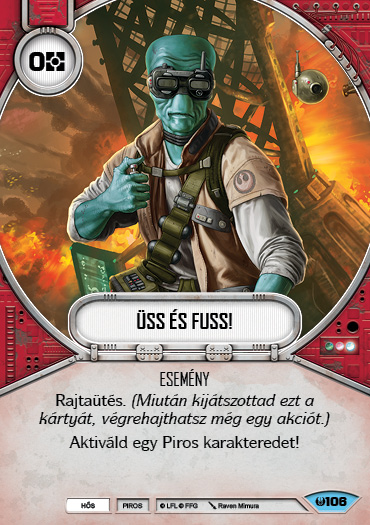 0
ÜSS ÉS FUSS!
ESEMÉNY
Rajtaütés. (Miután kijátszottad ezt a
kártyát, végrehajthatsz még egy akciót.)
Aktiváld egy Piros karakteredet!
HŐS PIROS © LFL © FFG Raven Mimura 106